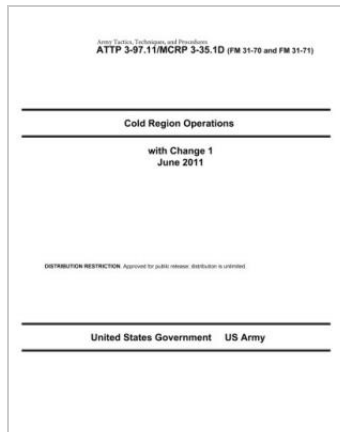 Army Tactics, Techniques, and Procedures
ATTP 3-97.11/MCRP 3-35.1D (FM 31-70 and FM 31-71)
Cold Region Operations
with Change 1
June 2011
DISTRIBUTION RESTRICTION. Approved for public release; distribution is unlimited.
United States Government US Army